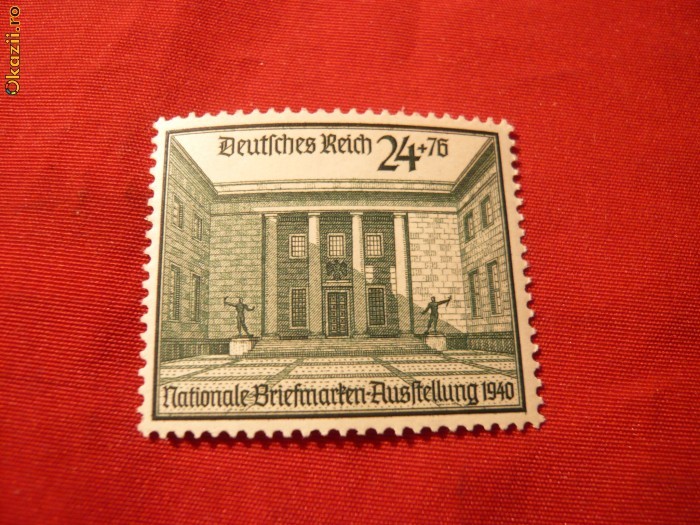 Okazii.ro
Deutsches Reich 24+76
Nationale Briefmarken-Ausstellung 1940